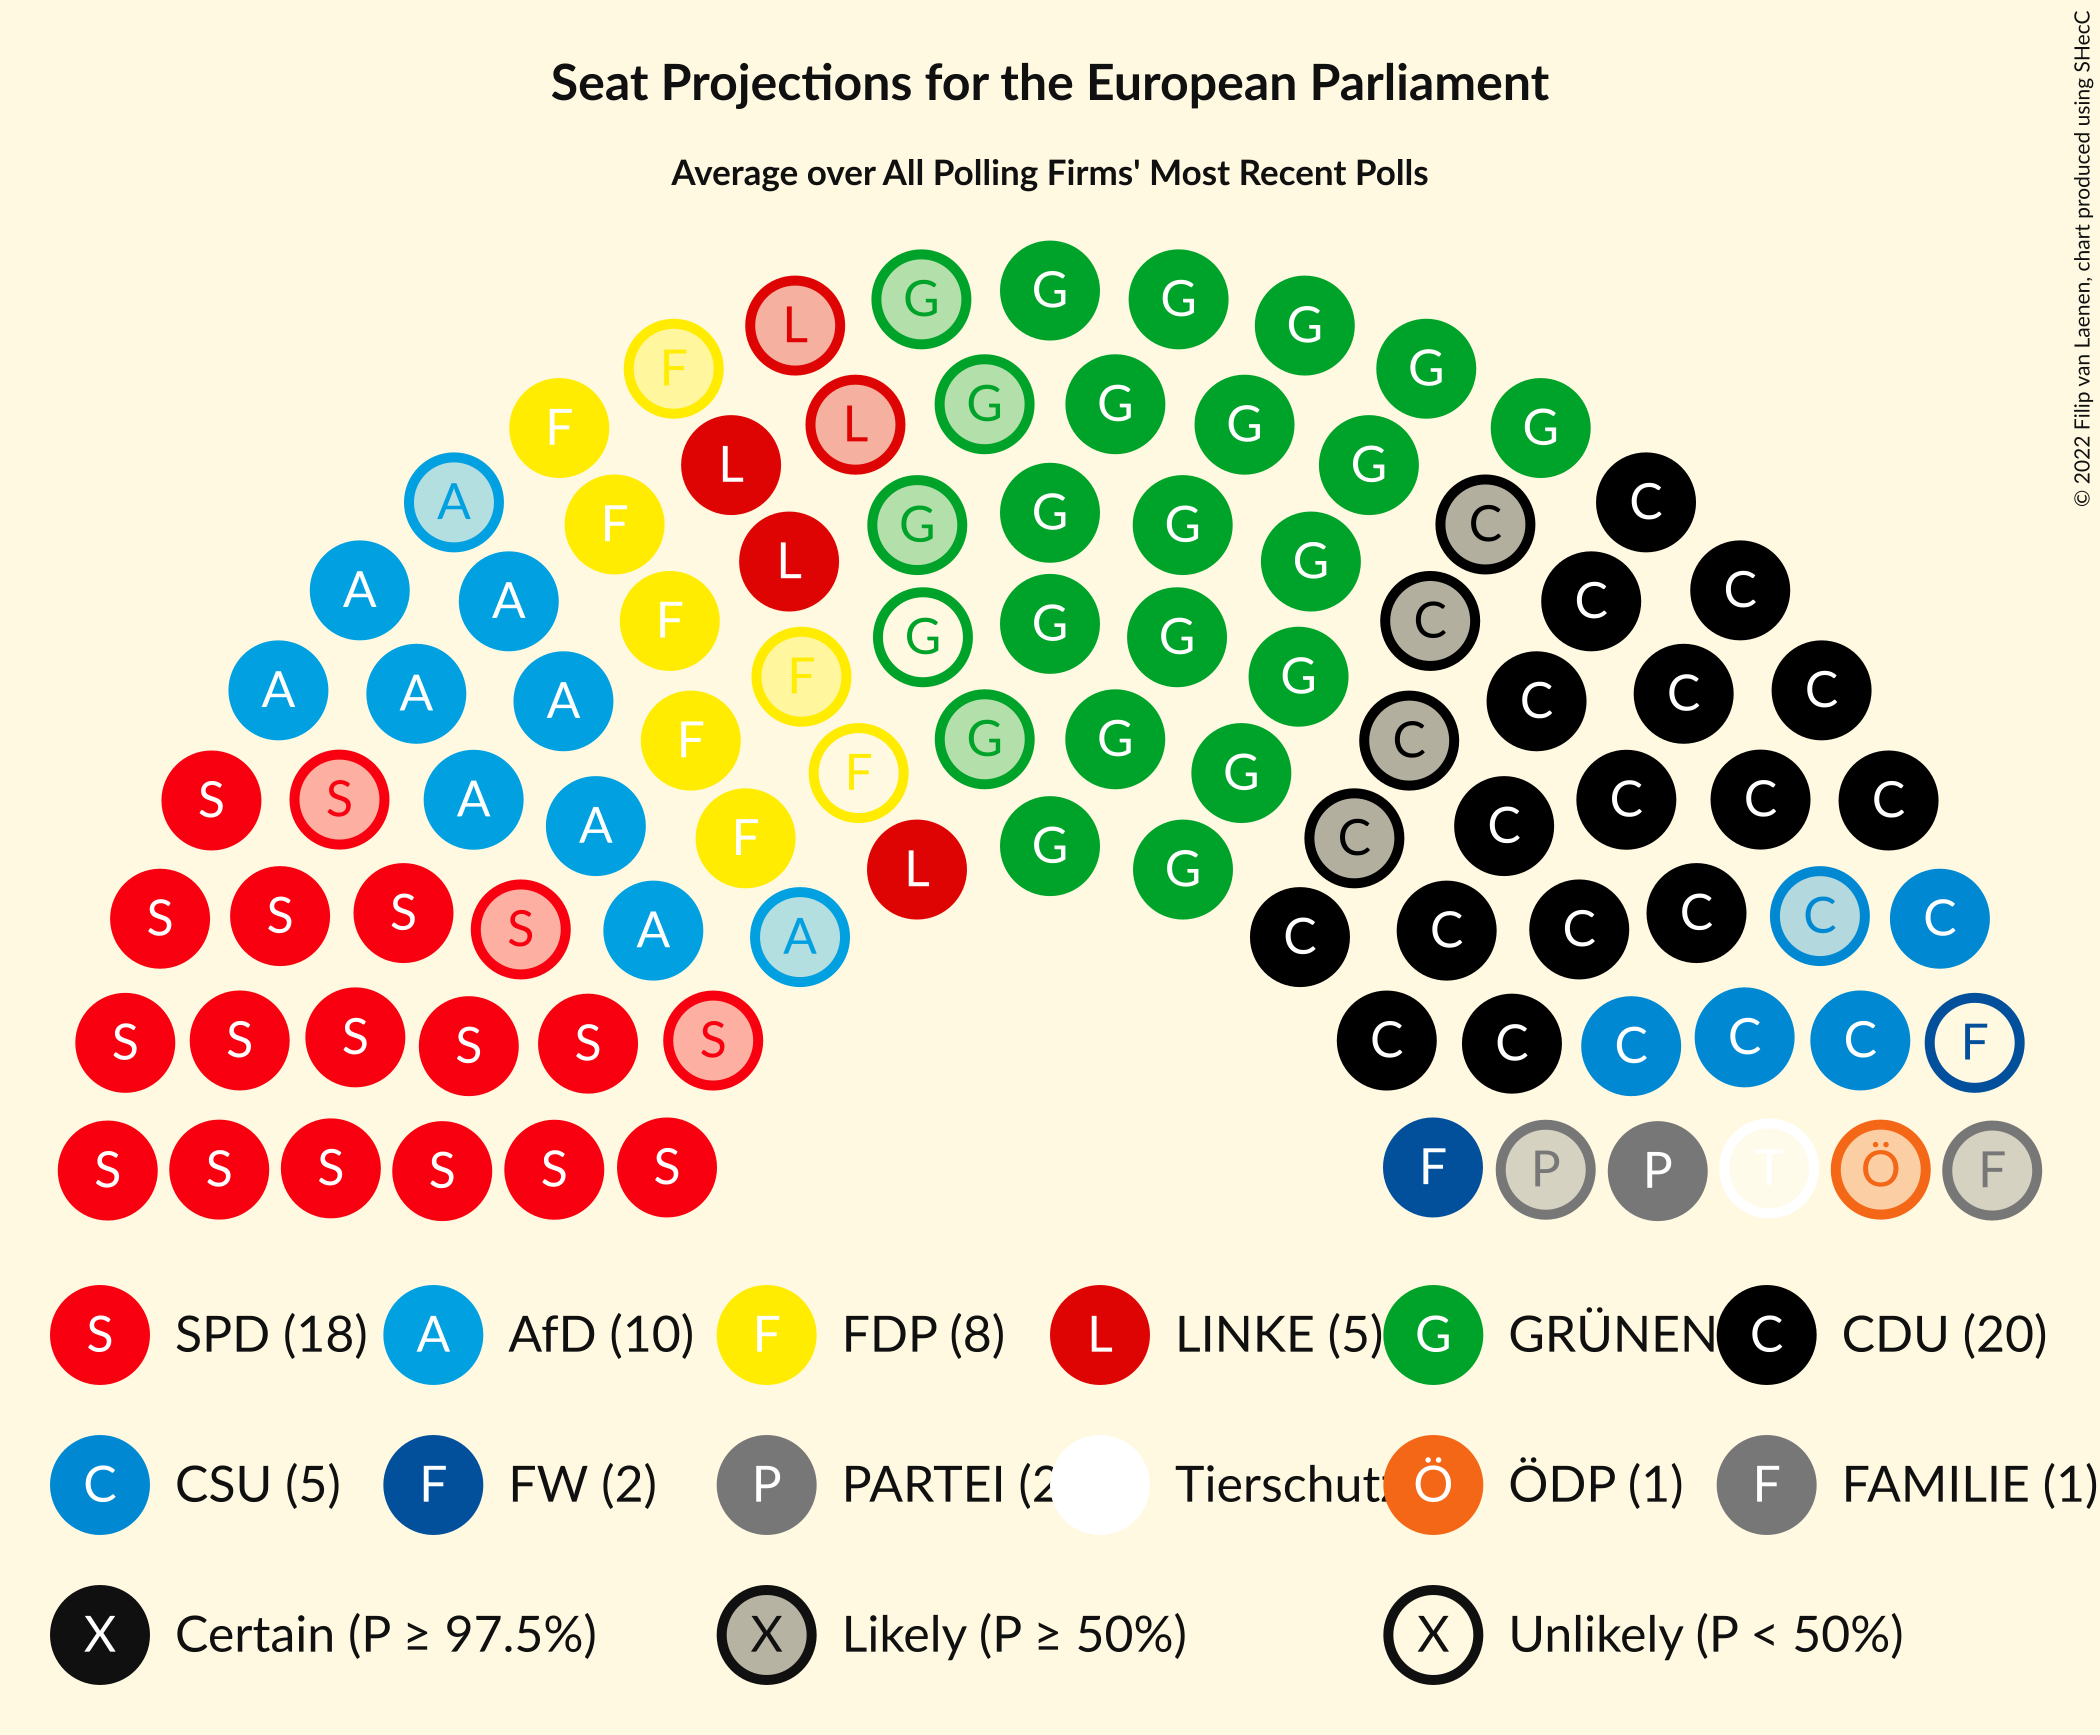 Seat Projections for the European Parliament
Average over All Polling Firms' Most Recent Polls
© 2022 Filip van Laenen, chart produced using SHecC
G G G
L G
F G
G G
F L G G
L G
A F G G G C C
L G
A A C C
F G G G C
A A A F G C C C
F G G C
S S A F G C C C
A F G C C
L G
S S S S A A C C C C C C
S S S S S S C C C C C F
S S S S S S F P P T Ö F
S SPD (18) A AfD (10) F FDP (8) L LINKE (5) G GRÜNEN C CDU (20)
C CSU (5) F FW (2) P PARTEI (2 Tierschutz Ö ÖDP (1) F FAMILIE (1)
X Certain (P ≥ 97.5%) X Likely (P ≥ 50%) X Unlikely (P < 50%)